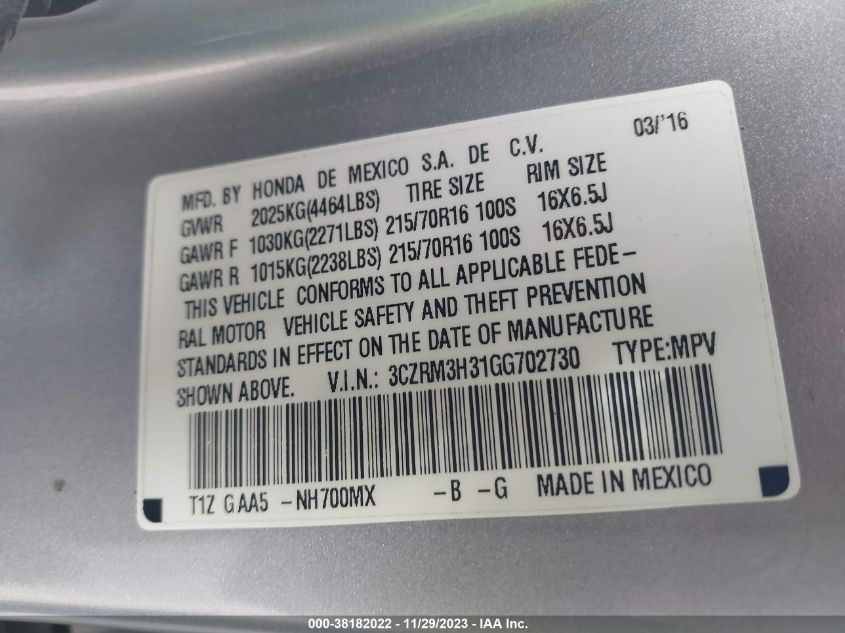 03/'16
MFD. BY HONDA DE MEXICO S.A. DE C.V.
GVWR 2025KG(4464LBS) TIRE SIZE RIM SIZE
GAWR F 1030KG(2271LBS) 215/70R16 100S 16X6.5J
GAWR R 1015KG(2238LBS) 215/70R16 100S 16X6.5J
THIS VEHICLE CONFORMS TO ALL APPLICABLE FEDE-
RAL MOTOR VEHICLE SAFETY AND THEFT PREVENTION
STANDARDS IN EFFECT ON THE DATE OF MANUFACTURE
SHOWN ABOVE. V.I.N.: 3CZRM3H31GG702730 TYPE:MPV
T1Z GAA5 -NH700MX -B -G MADE IN MEXICO
000-38182022 - 11/29/2023 - IAA Inc.